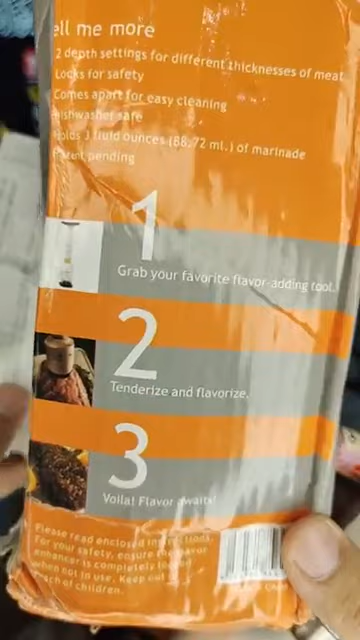 ell me more
2 depth settings for different thicknesses of meat
Locks for safety
Comes apart for easy cleaning
ishwasher safe
olds 3 fluid ounces (88.72 ml.) of marinade
Patent pending
1
Grab your favorite flavor-adding tool.
2
Tenderize and flavorize.
3
Voila! Flavor awaits!
Please read enclosed instructions.
For your safety, ensure the flavor
enhancer is completely locked
when not in use. Keep out
reach of children.